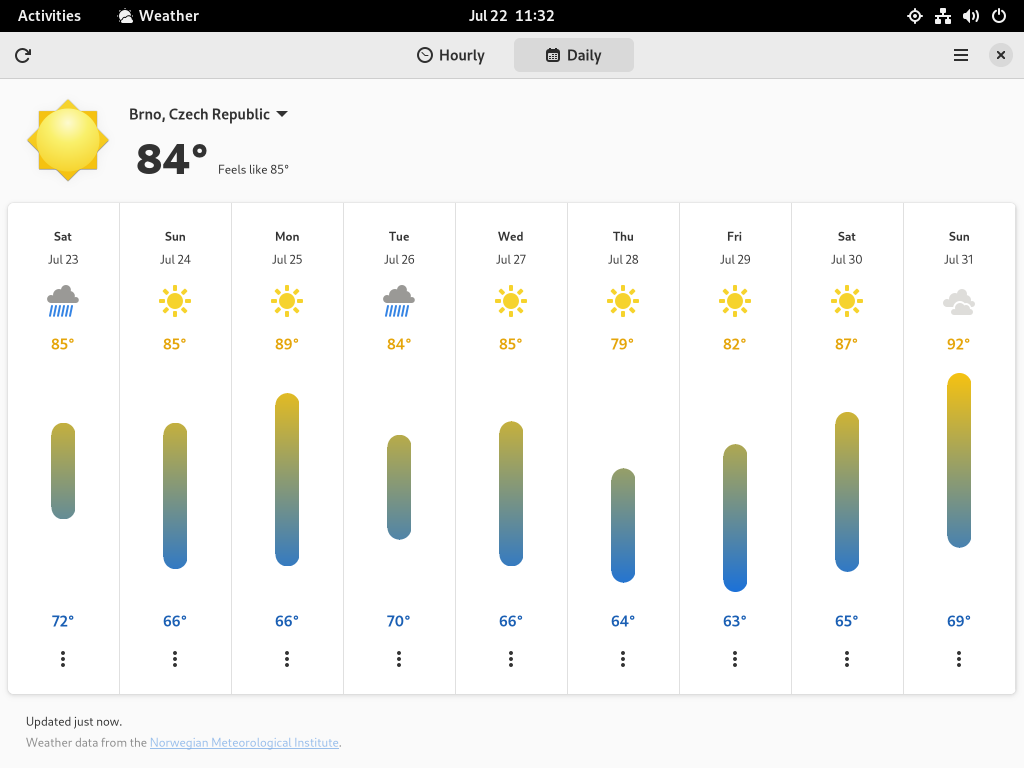 Activities Weather Jul 22 11:32
Hourly Daily
Brno, Czech Republic
84° Feels like 85°
Sat Sun Mon Tue Wed Thu Fri Sat Sun
Jul 23 Jul 24 Jul 25 Jul 26 Jul 27 Jul 28 Jul 29 Jul 30 Jul 31
85° 85° 89° 84° 85° 79° 82° 87° 92°
72° 66° 66° 70° 66° 64° 63° 65° 69°
Updated just now.
Weather data from the Norwegian Meteorological Institute.